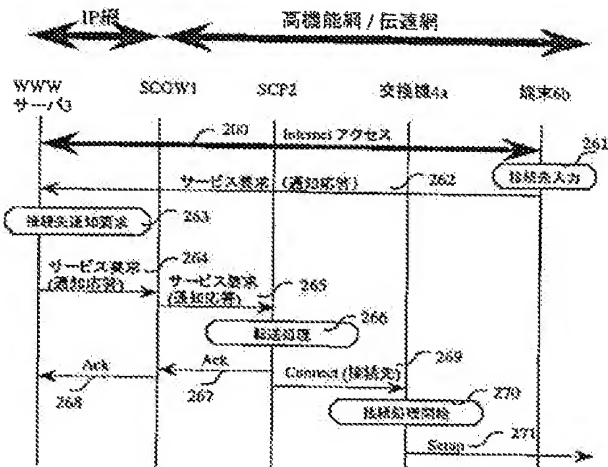 IP網
高機能網 / 伝達網
WWW
サーバ3
SCGW1
SCP2
交換機4a
端末6b
200
Internet アクセス
261
接続先入力
サービス要求 (通知応答)
262
接続先通知要求
263
サービス要求
(通知応答)
264
サービス要求
(通知応答)
265
転送処理
266
Ack
268
Ack
267
Connect (接続先)
269
接続処理開始
270
Setup
271